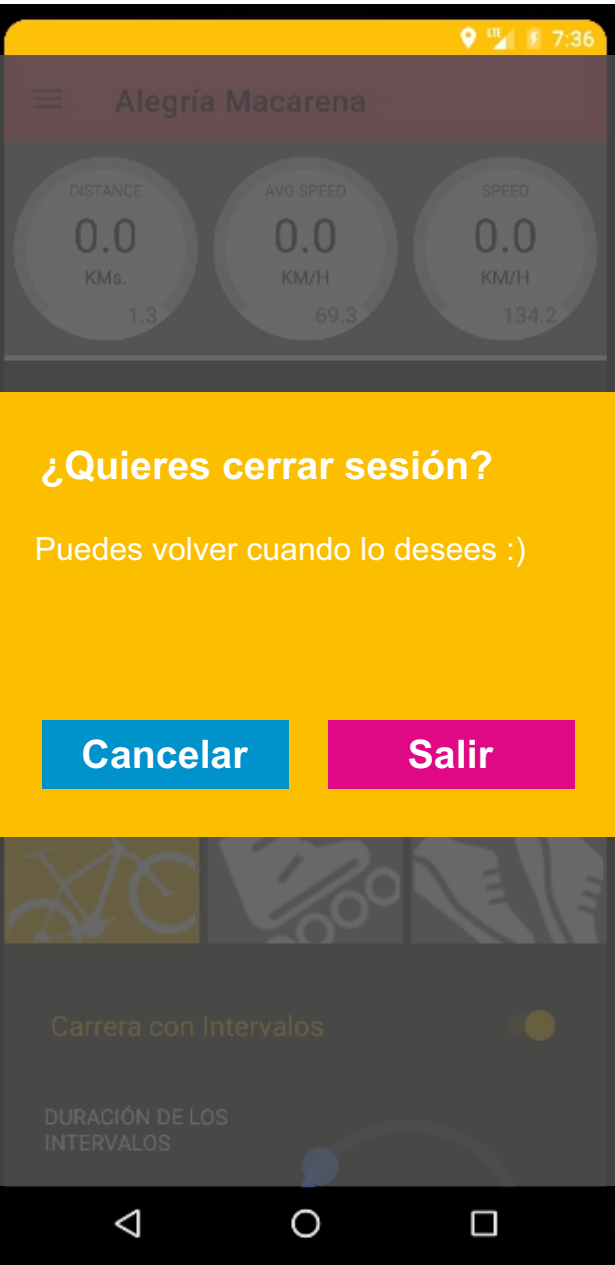 LTE 7:36
Alegría Macarena
DISTANCE AVG SPEED SPEED
0.0 0.0 0.0
KMs. KM/H KM/H
1.3 69.3 134.2
¿Quieres cerrar sesión?
Puedes volver cuando lo desees :)
Cancelar Salir
Carrera con Intervalos
DURACIÓN DE LOS
INTERVALOS